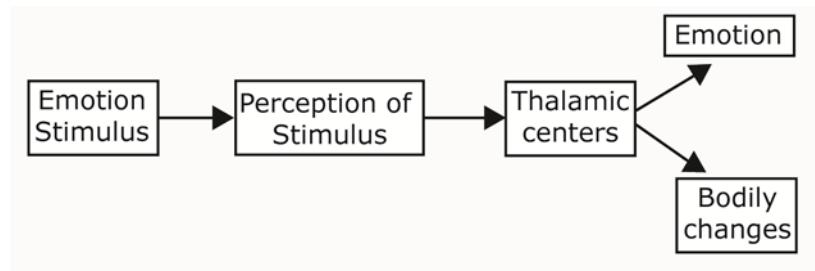 Emotion
Stimulus
Perception of
Stimulus
Thalamic
centers
Emotion
Bodily
changes